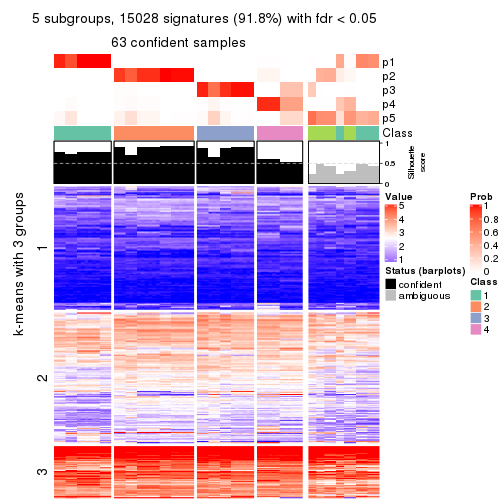 5 subgroups, 15028 signatures (91.8%) with fdr < 0.05
63 confident samples
p1
p2
p3
p4
p5
Class
1
0.5
0
Silhouette
score
k-means with 3 groups
1
2
3
Value
5
4
3
2
1
Status (barplots)
confident
ambiguous
Prob
1
0.8
0.6
0.4
0.2
0
Class
1
2
3
4